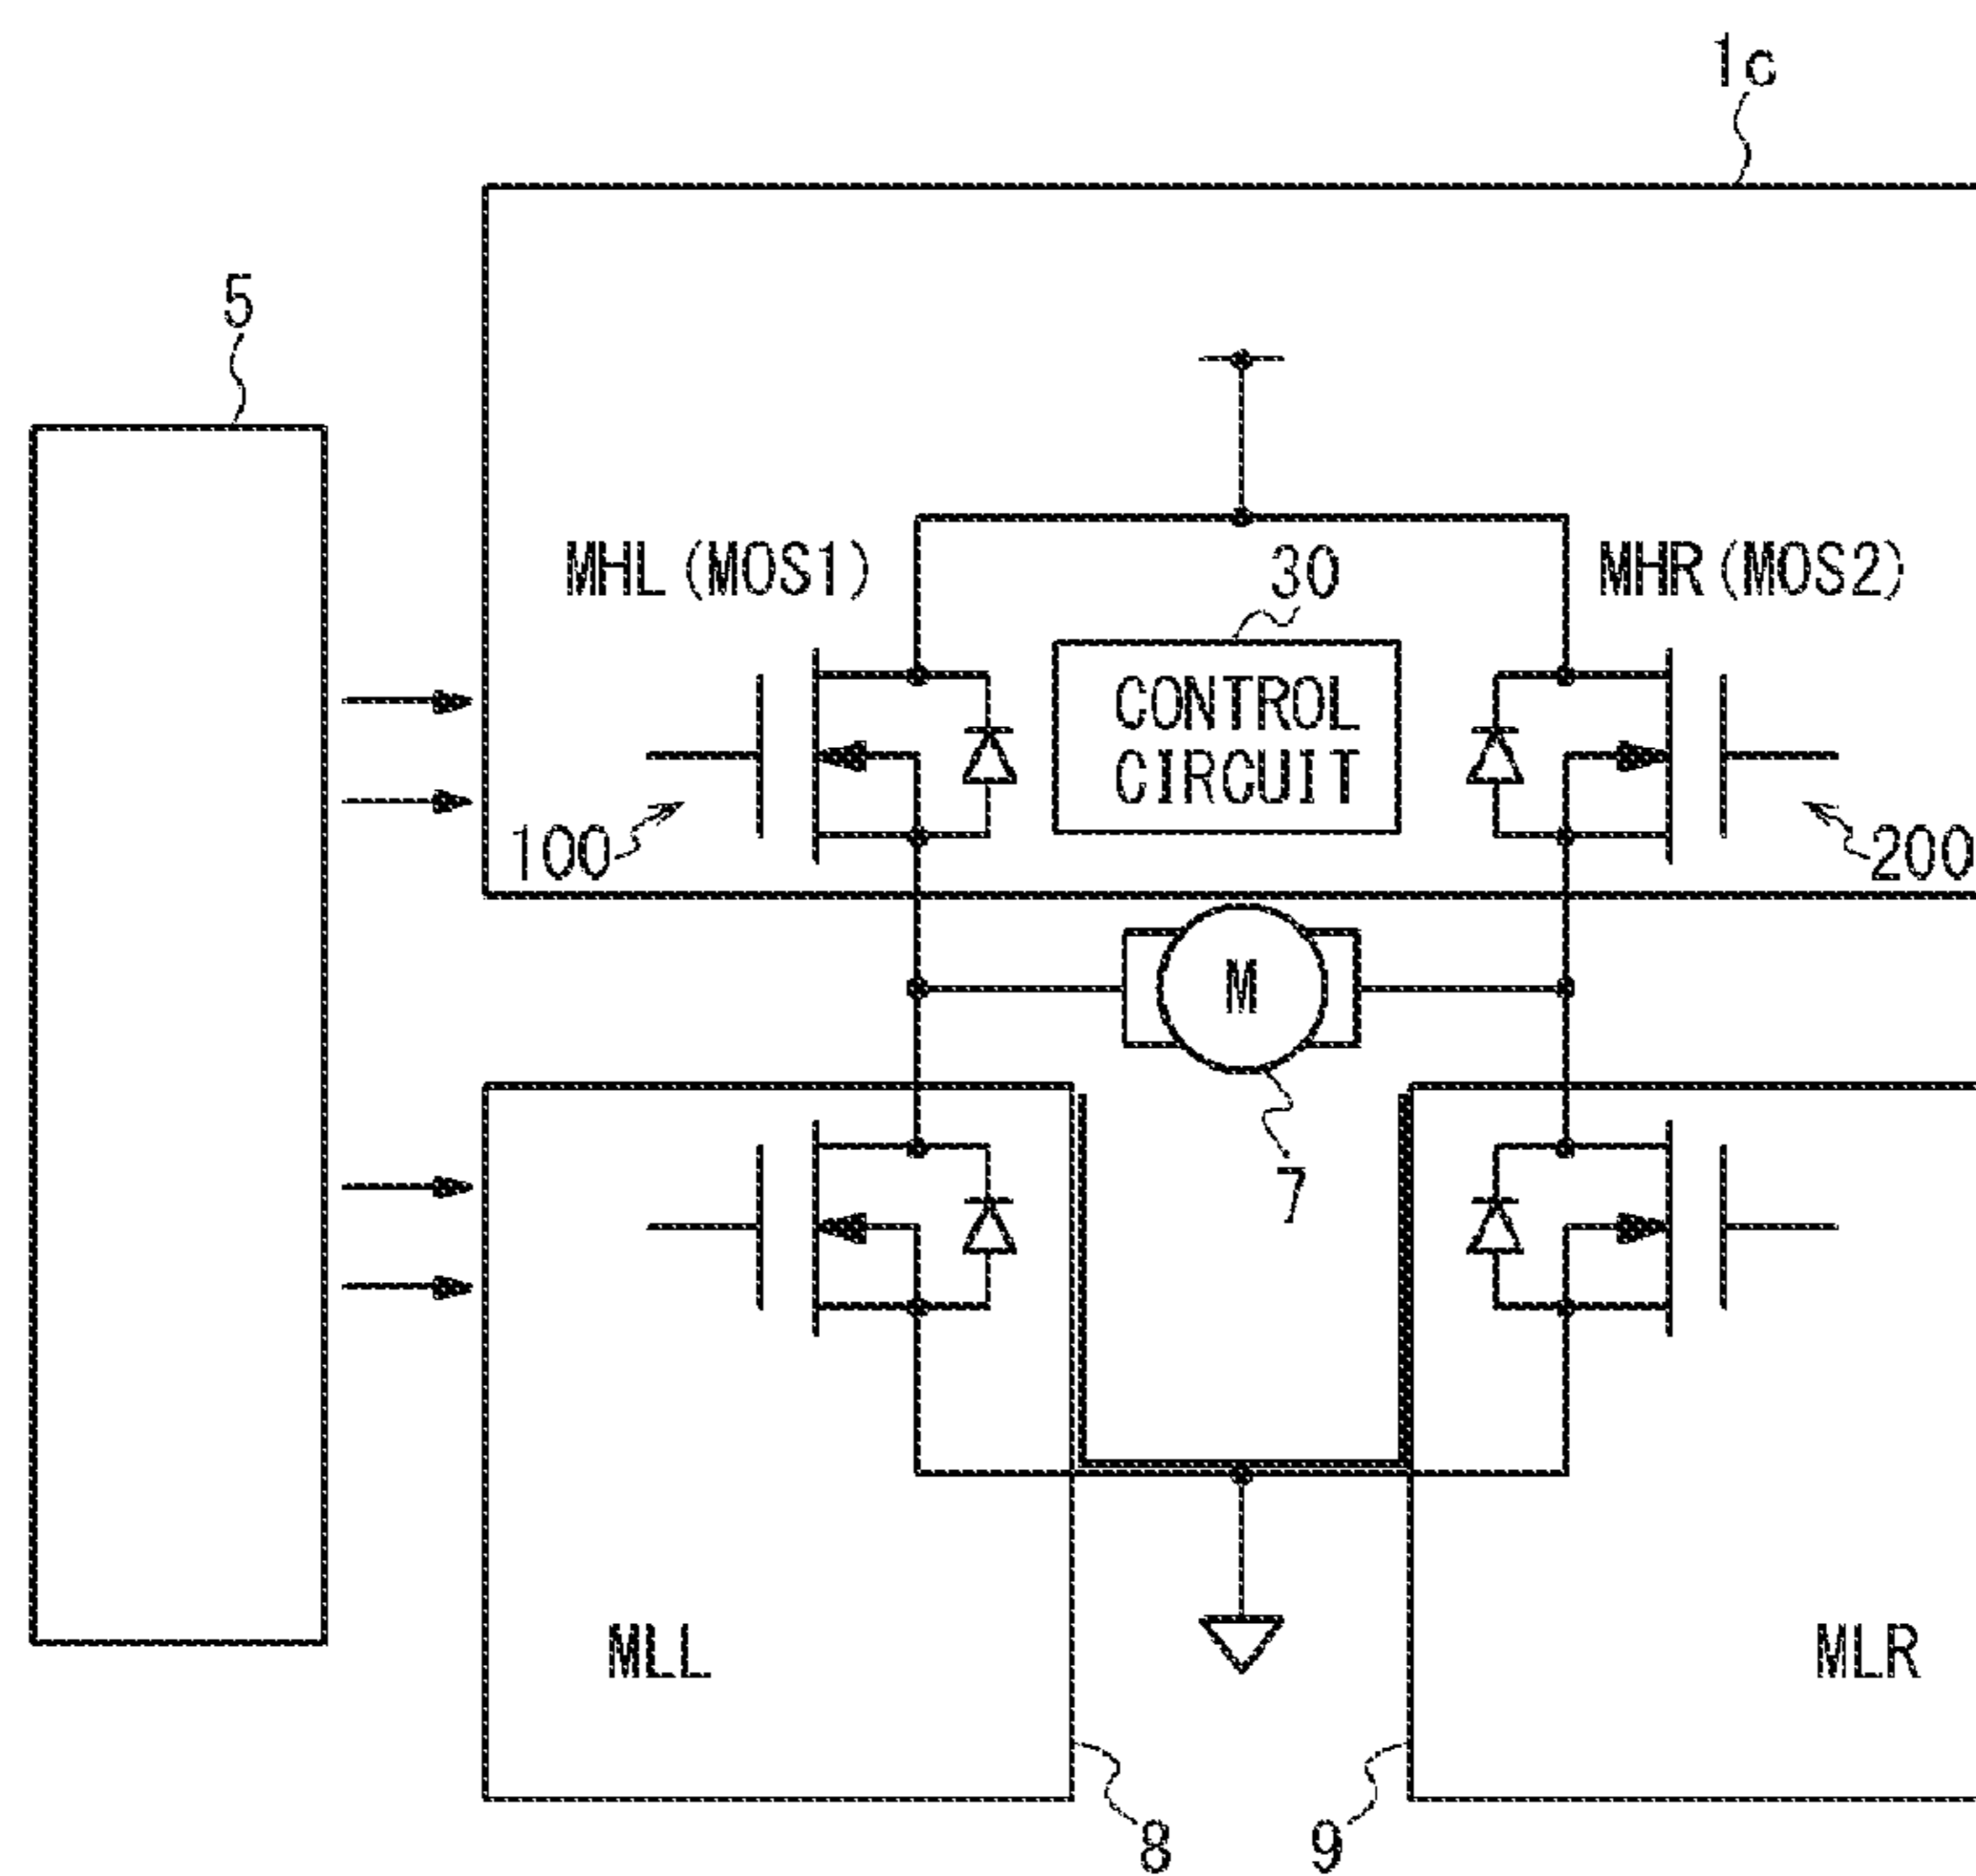 1c
5
MHL(MOS1)
30
MHR(MOS2)
CONTROL
CIRCUIT
100
200
M
7
MLL
MLR
8
9